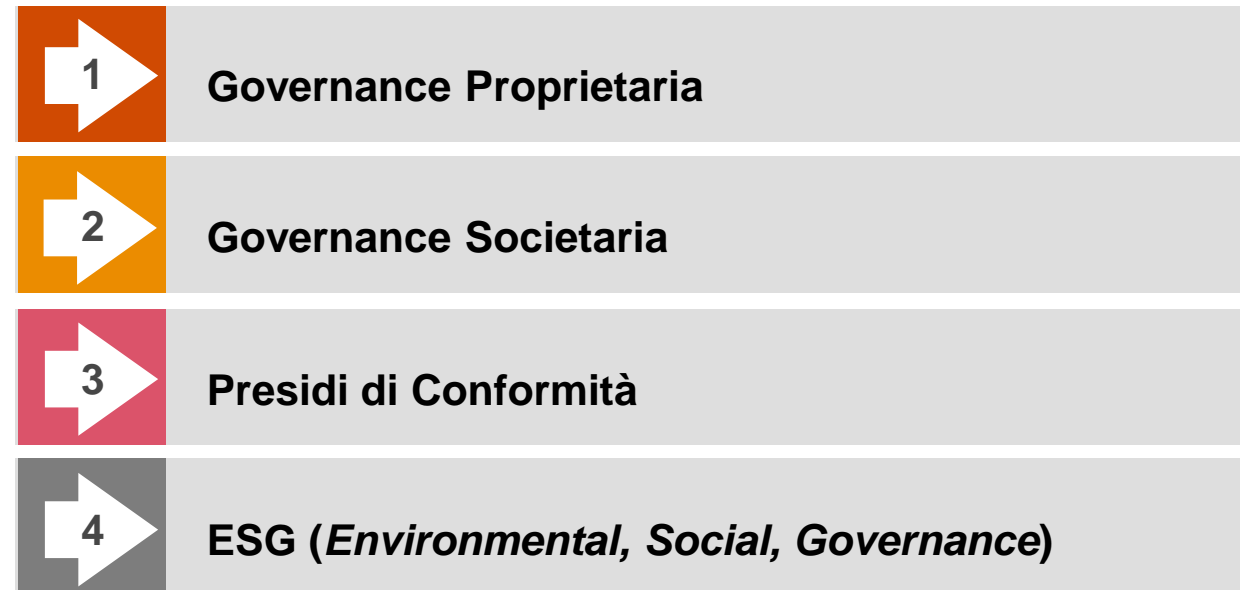 1
Governance Proprietaria
2
Governance Societaria
3
Presidi di Conformità
4
ESG (Environmental, Social, Governance)